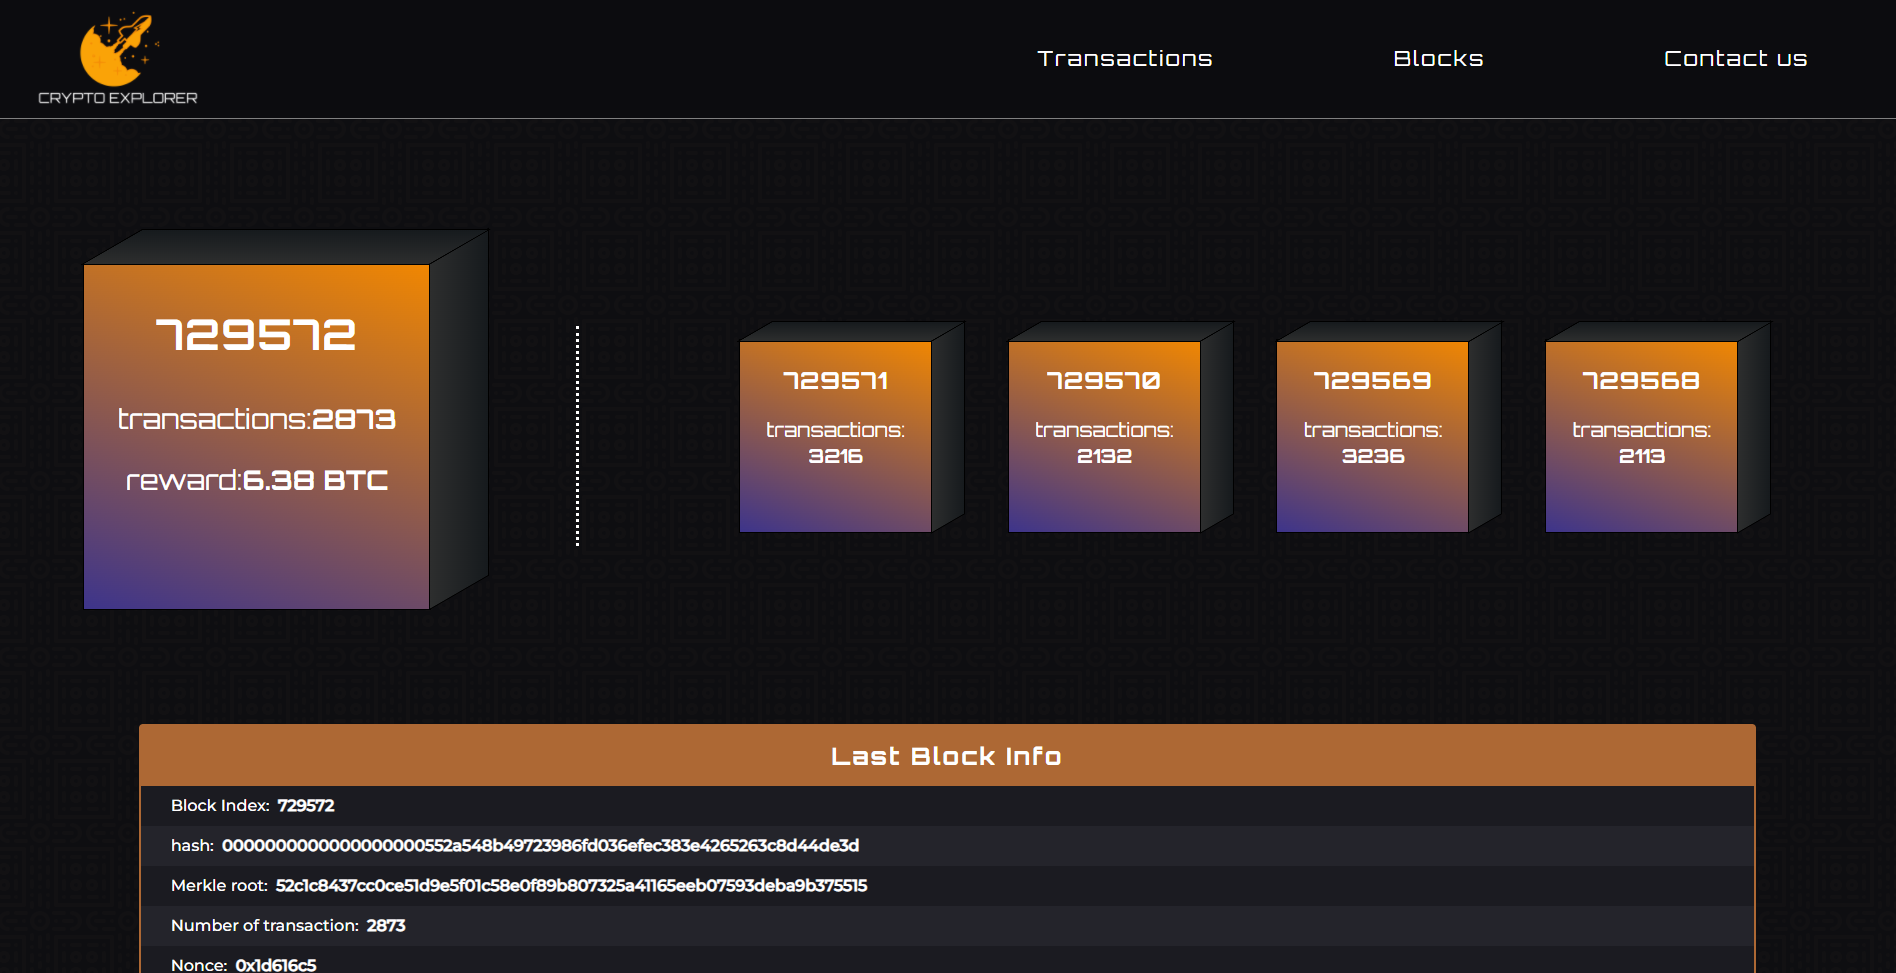 CRYPTO EXPLORER
Transactions
Blocks
Contact us
729572
transactions:2873
reward:6.38 BTC
729571
transactions:
3216
729570
transactions:
2132
729569
transactions:
3236
729568
transactions:
2113
Last Block Info
Block Index: 729572
hash: 0000000000000000000552a548b49723986fd036efec383e4265263c8d44de3d
Merkle root: 52c1c8437cc0ce51d9e5f01c58e0f89b807325a41165eeb07593deba9b375515
Number of transaction: 2873
Nonce: 0x1d616c5